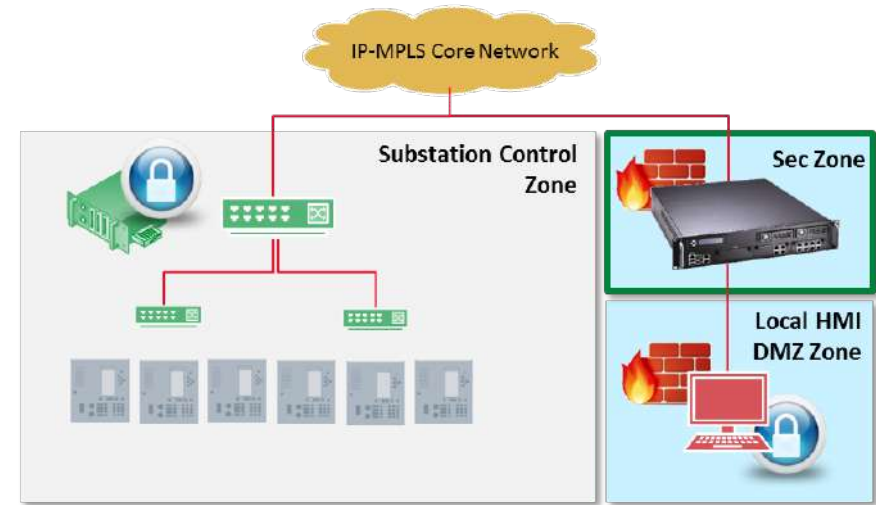 IP-MPLS Core Network
Substation Control
Zone
Sec Zone
Local HMI
DMZ Zone